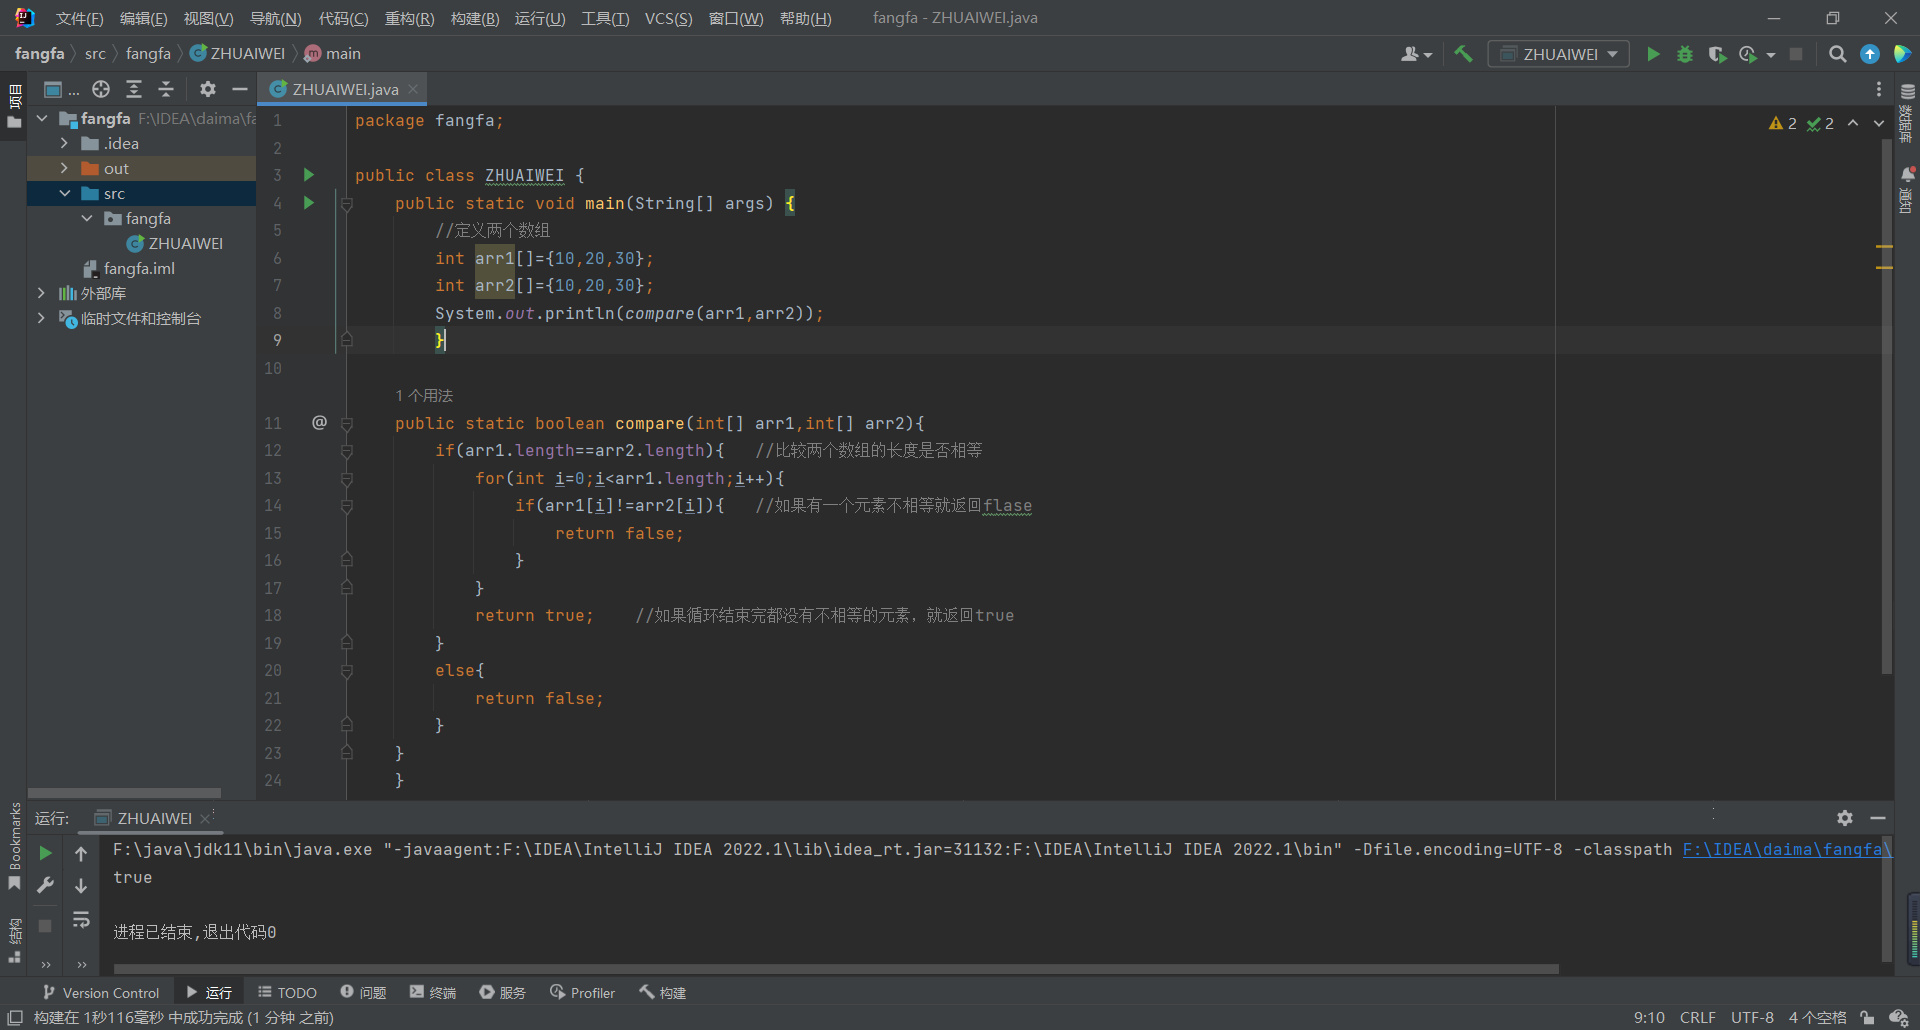 文件(F) 编辑(E) 视图(V) 导航(N) 代码(C) 重构(R) 构建(B) 运行(U) 工具(T) VCS(S) 窗口(W) 帮助(H) fangfa - ZHUAIWEI.java
fangfa src fangfa ZHUAIWEI main ZHUAIWEI
项目 ... ZHUAIWEI.java
fangfa F:\IDEA\daima\fa
.idea
out
src
fangfa
ZHUAIWEI
fangfa.iml
外部库
临时文件和控制台
2 2
数据库
通知
1 package fangfa;
2
3 public class ZHUAIWEI {
4 public static void main(String[] args) {
5 //定义两个数组
6 int arr1[]={10,20,30};
7 int arr2[]={10,20,30};
8 System.out.println(compare(arr1,arr2));
9 }
10
1 个用法
11 @ public static boolean compare(int[] arr1,int[] arr2){
12 if(arr1.length==arr2.length){ //比较两个数组的长度是否相等
13 for(int i=0;i<arr1.length;i++){
14 if(arr1[i]!=arr2[i]){ //如果有一个元素不相等就返回flase
15 return false;
16 }
17 }
18 return true; //如果循环结束完都没有不相等的元素，就返回true
19 }
20 else{
21 return false;
22 }
23 }
24 }
Bookmarks
结构
运行: ZHUAIWEI
F:\java\jdk11\bin\java.exe "-javaagent:F:\IDEA\IntelliJ IDEA 2022.1\lib\idea_rt.jar=31132:F:\IDEA\IntelliJ IDEA 2022.1\bin" -Dfile.encoding=UTF-8 -classpath F:\IDEA\daima\fangfa\
true
进程已结束,退出代码0
Version Control 运行 TODO 问题 终端 服务 Profiler 构建
构建在 1秒116毫秒 中成功完成 (1 分钟 之前) 9:10 CRLF UTF-8 4 个空格